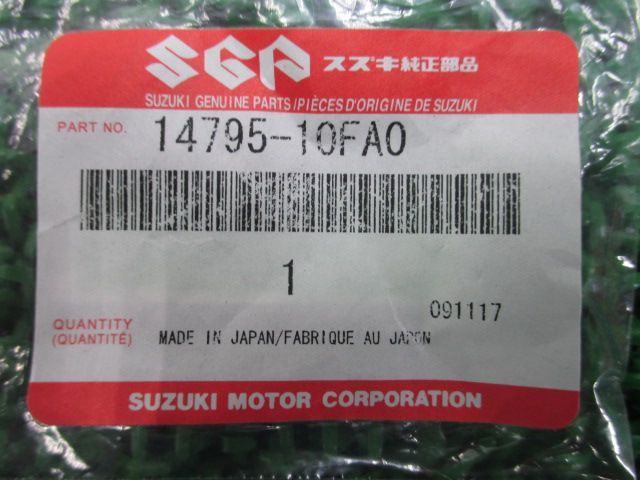 SGP スズキ純正部品
SUZUKI GENUINE PARTS/PIÈCES D'ORIGINE DE SUZUKI
PART NO. 14795-10FA0
1
091117
QUANTITY
(QUANTITÉ)
MADE IN JAPAN/FABRIQUE AU JAPON
SUZUKI MOTOR CORPORATION